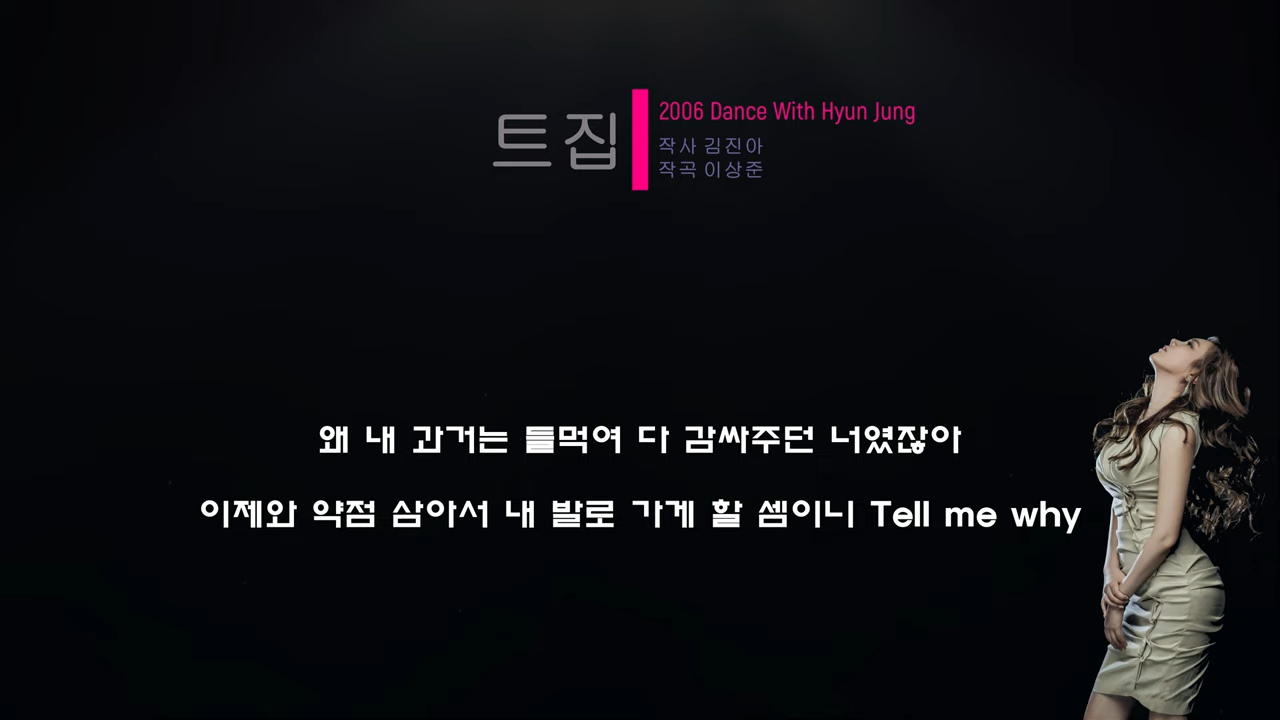 트집
2006 Dance With Hyun Jung
작사 김진아
작곡 이상준
왜 내 과거는 들먹여 다 감싸주던 너였잖아
이제와 약점 삼아서 내 발로 가게 할 셈이니 Tell me why